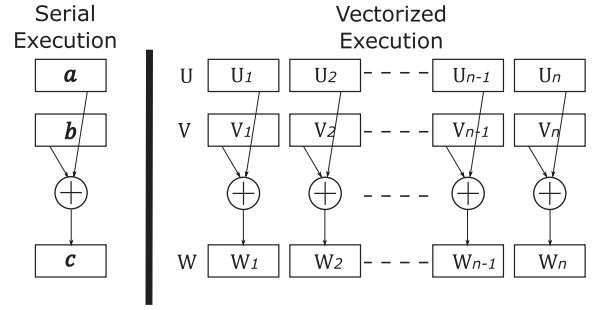 Serial Execution
Vectorized Execution
a
U U1 U2 Un-1 Un
b
V V1 V2 Vn-1 Vn
c
W W1 W2 Wn-1 Wn